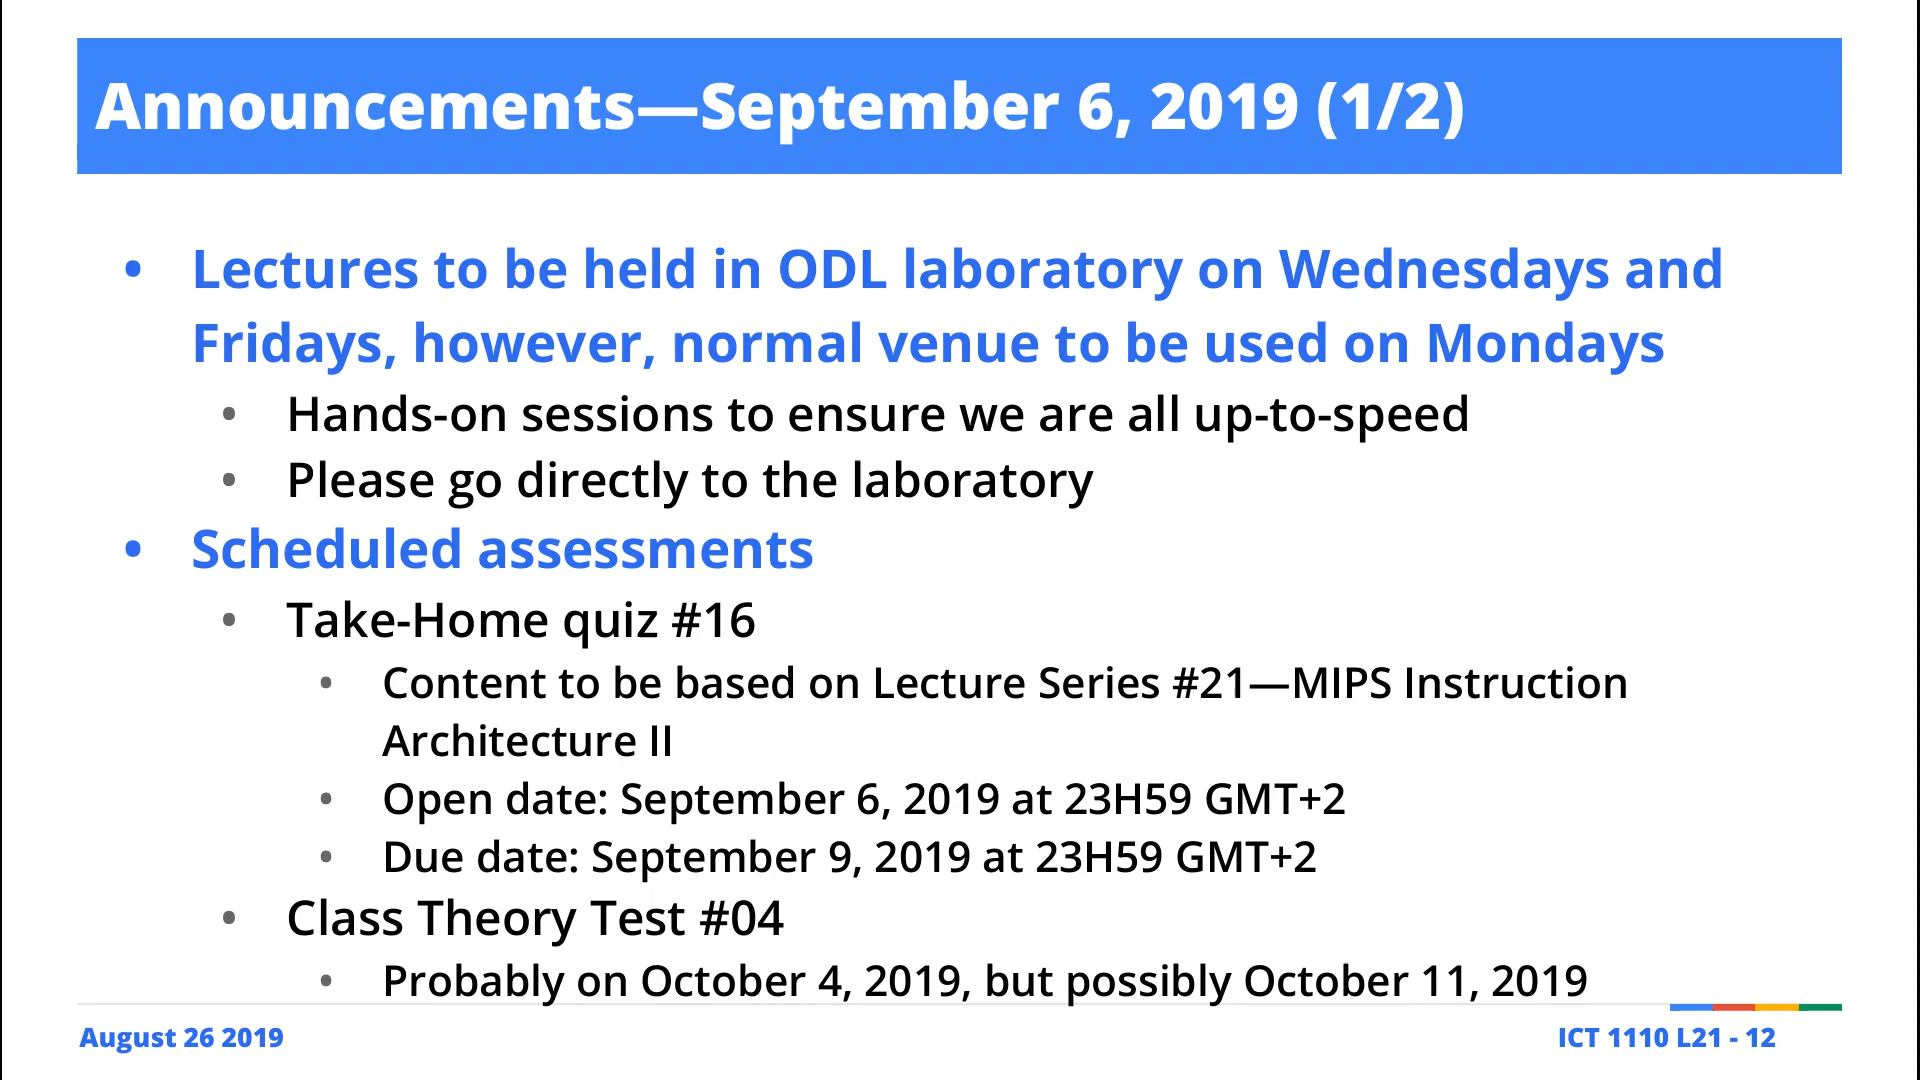 Announcements—September 6, 2019 (1/2)
• Lectures to be held in ODL laboratory on Wednesdays and
Fridays, however, normal venue to be used on Mondays
• Hands-on sessions to ensure we are all up-to-speed
• Please go directly to the laboratory
• Scheduled assessments
• Take-Home quiz #16
• Content to be based on Lecture Series #21—MIPS Instruction
Architecture II
• Open date: September 6, 2019 at 23H59 GMT+2
• Due date: September 9, 2019 at 23H59 GMT+2
• Class Theory Test #04
• Probably on October 4, 2019, but possibly October 11, 2019
August 26 2019
ICT 1110 L21 - 12